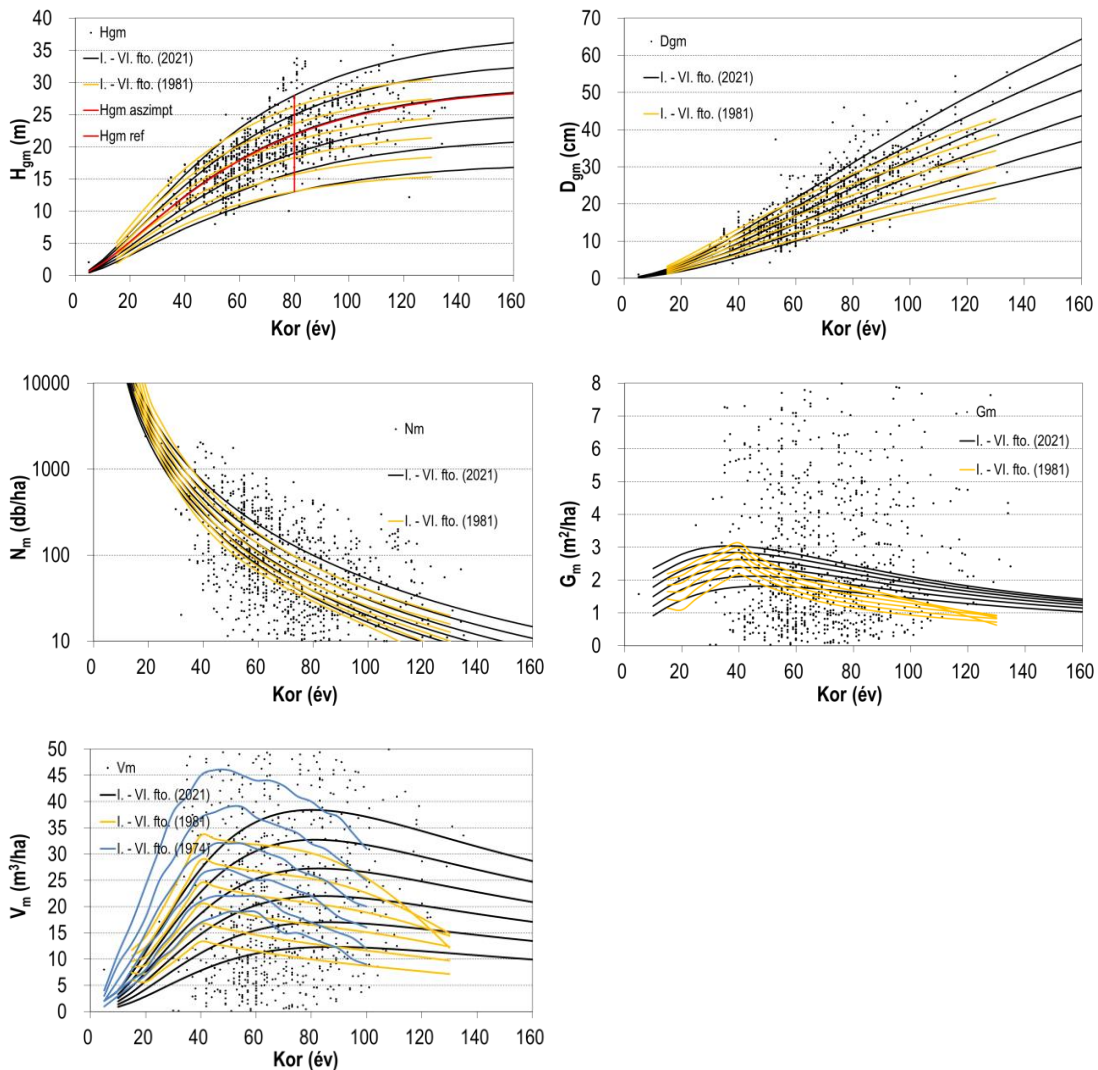 40
35
30
25
20
15
10
5
0
H_gm (m)
Hgm
I. - VI. fto. (2021)
I. - VI. fto. (1981)
Hgm aszimpt
Hgm ref
0 20 40 60 80 100 120 140 160
Kor (év)
70
60
50
40
30
20
10
0
D_gm (cm)
Dgm
I. - VI. fto. (2021)
I. - VI. fto. (1981)
0 20 40 60 80 100 120 140 160
Kor (év)
10000
1000
100
10
N_m (db/ha)
Nm
I. - VI. fto. (2021)
I. - VI. fto. (1981)
0 20 40 60 80 100 120 140 160
Kor (év)
8
7
6
5
4
3
2
1
0
G_m (m²/ha)
Gm
I. - VI. fto. (2021)
I. - VI. fto. (1981)
0 20 40 60 80 100 120 140 160
Kor (év)
50
45
40
35
30
25
20
15
10
5
0
V_m (m³/ha)
Vm
I. - VI. fto. (2021)
I. - VI. fto. (1981)
I. - VI. fto. (1974)
0 20 40 60 80 100 120 140 160
Kor (év)